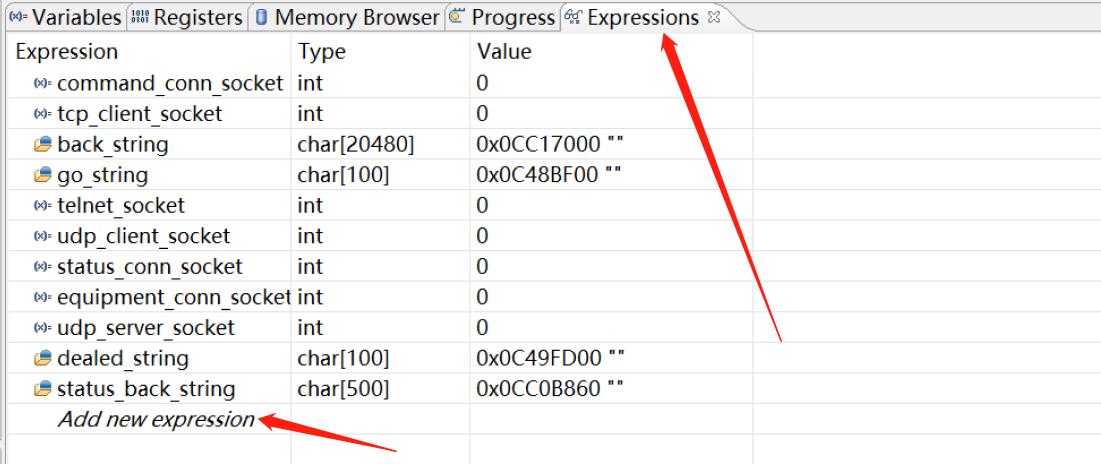 Variables Registers Memory Browser Progress Expressions
Expression Type Value
command_conn_socket int 0
tcp_client_socket int 0
back_string char[20480] 0x0CC17000 ""
go_string char[100] 0x0C48BF00 ""
telnet_socket int 0
udp_client_socket int 0
status_conn_socket int 0
equipment_conn_socket int 0
udp_server_socket int 0
dealed_string char[100] 0x0C49FD00 ""
status_back_string char[500] 0x0CC0B860 ""
Add new expression